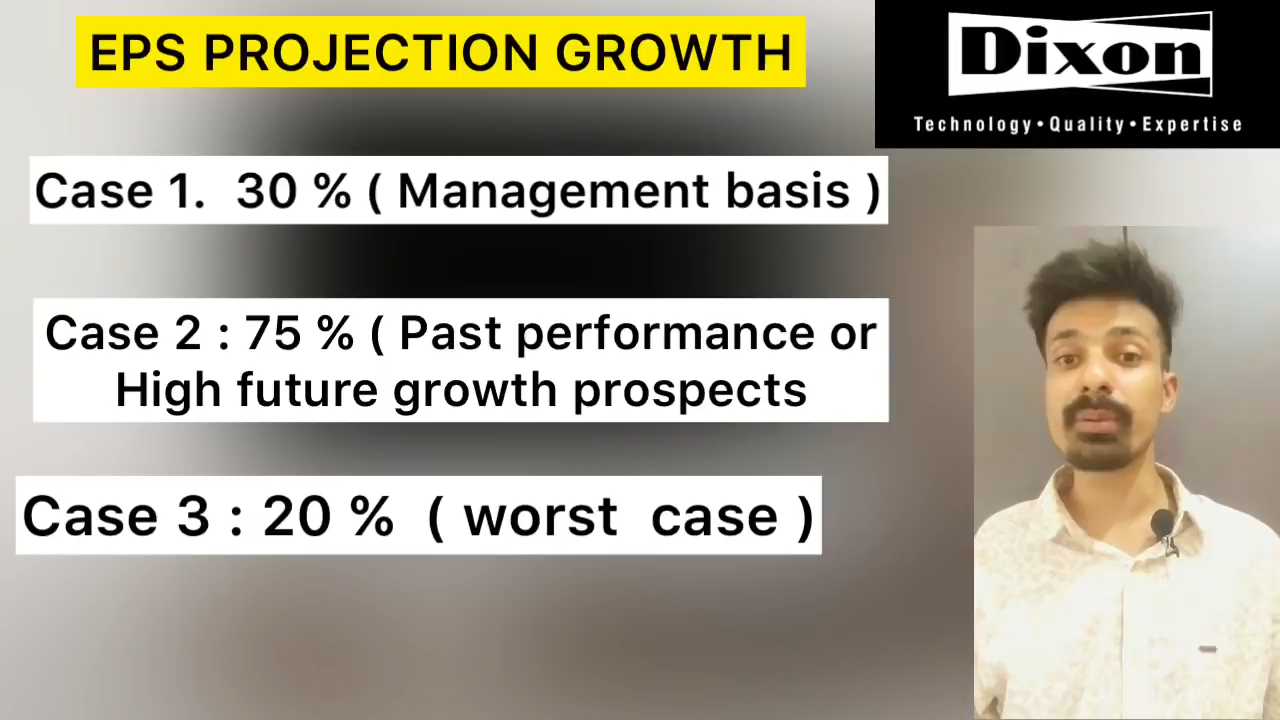 EPS PROJECTION GROWTH
Dixon
Technology•Quality•Expertise
Case 1. 30 % ( Management basis )
Case 2 : 75 % ( Past performance or
High future growth prospects
Case 3 : 20 % ( worst case )